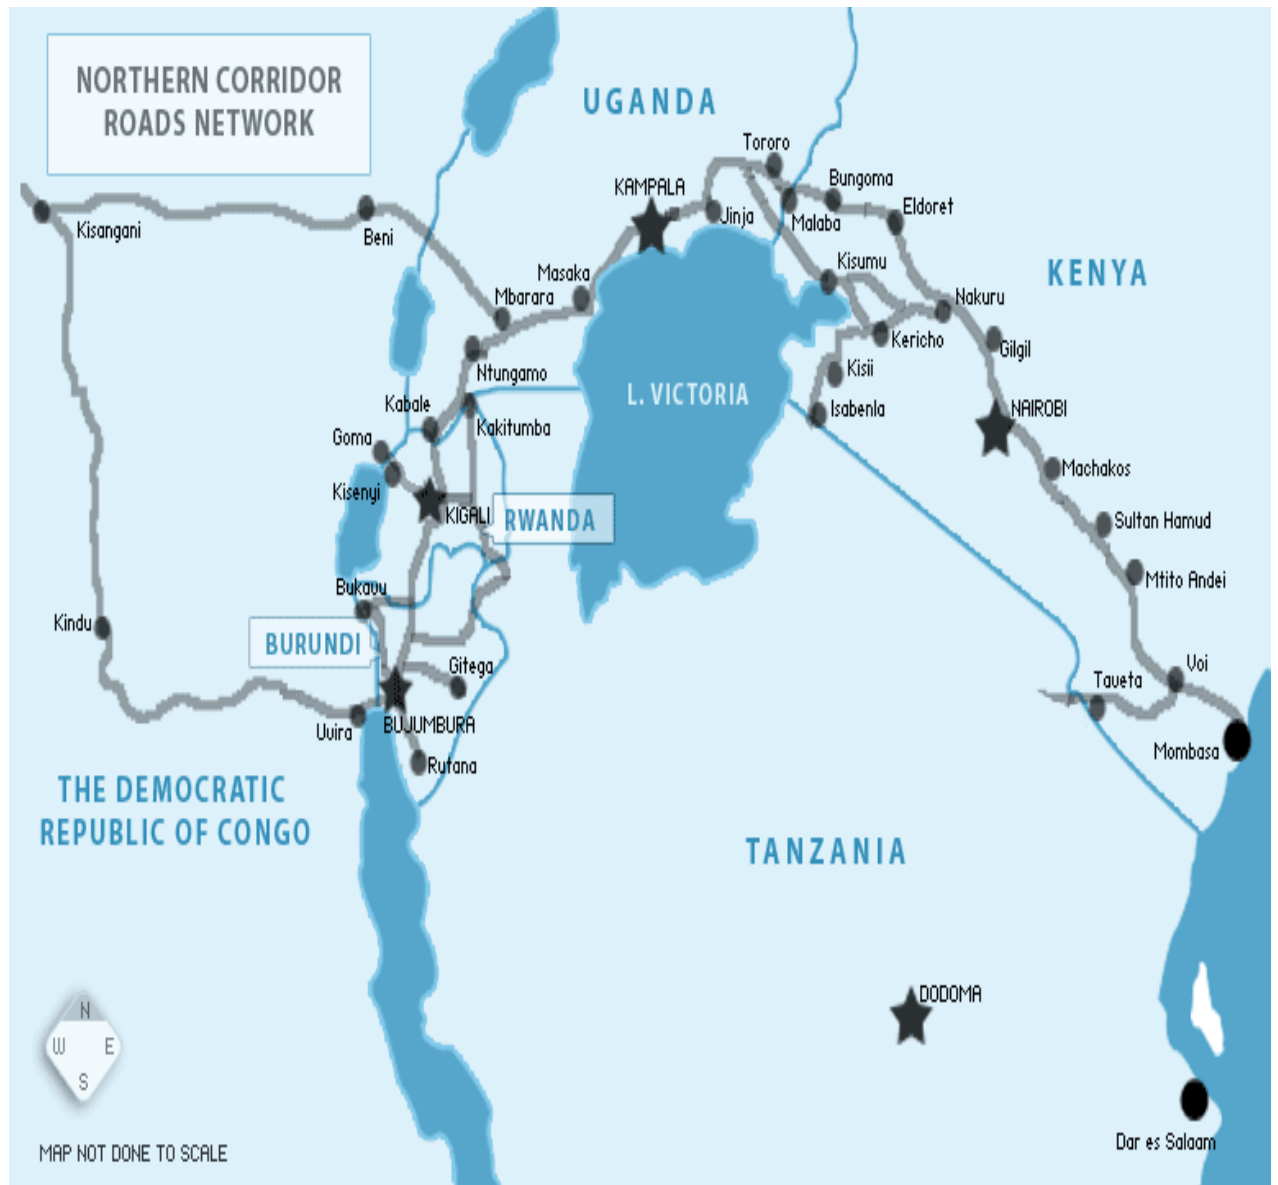 NORTHERN CORRIDOR
ROADS NETWORK
UGANDA
Tororo
KAMPALA
Bungoma
Jinja
Malaba
Eldoret
Kisangani
Beni
Kisumu
KENYA
Masaka
Mbarara
Nakuru
Kericho
Gilgil
Ntungamo
Kisii
L. VICTORIA
Kabale
Isabenla
NAIROBI
Kakitumba
Goma
Machakos
Kisenyi
KIGALI
RWANDA
Sultan Hamud
Mtito Andei
Bukavu
Kindu
BURUNDI
Gitega
Voi
Taveta
Uvira
BUJUMBURA
Mombasa
Rutana
THE DEMOCRATIC
REPUBLIC OF CONGO
TANZANIA
DODOMA
N
W E
S
Dar es Salaam
MAP NOT DONE TO SCALE